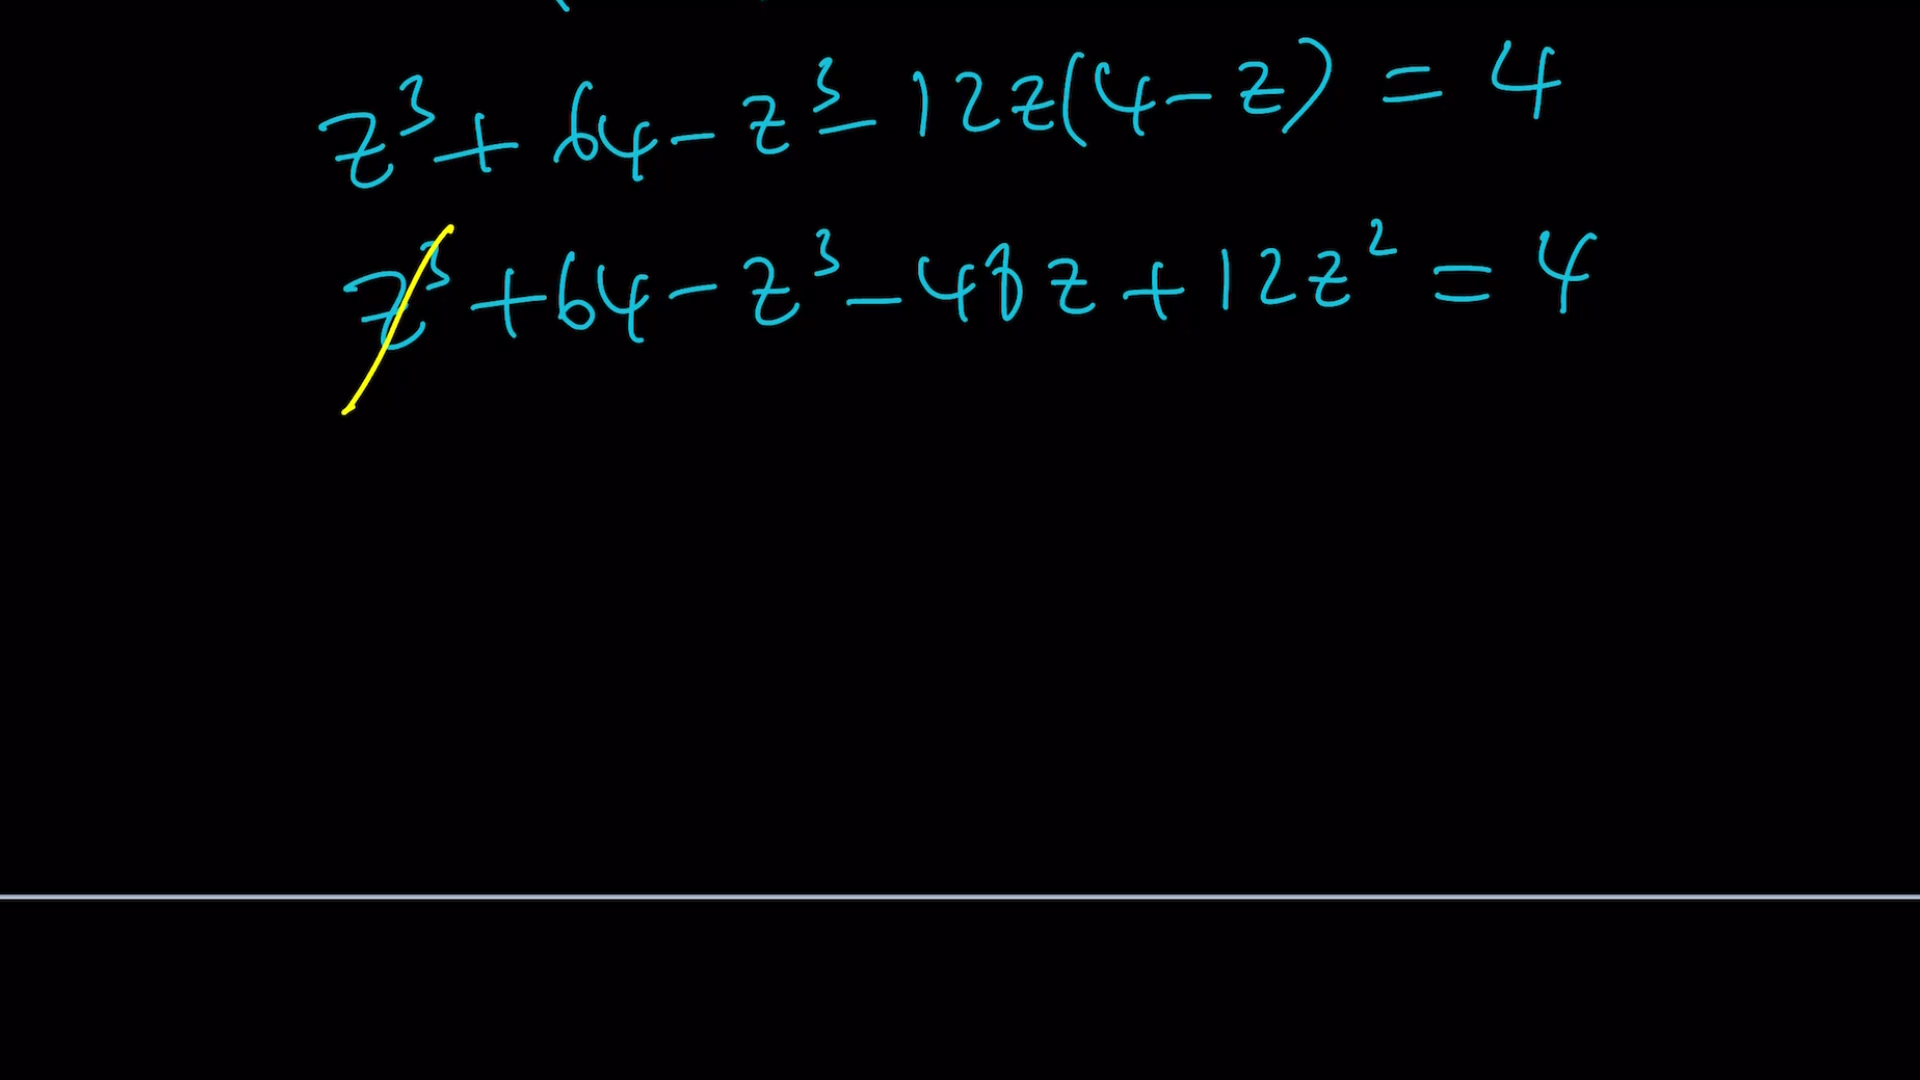 z³ + 64 - z³ - 12z(4 - z) = 4
z³ + 64 - z³ - 48z + 12z² = 4